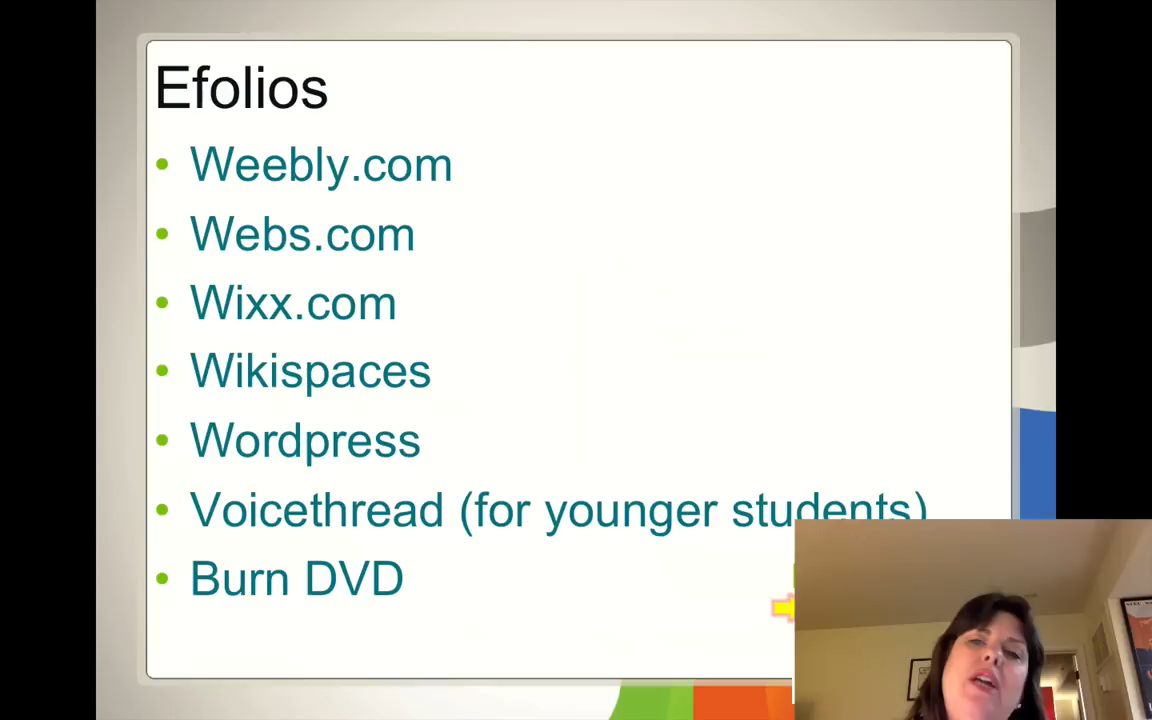 Efolios
Weebly.com
Webs.com
Wixx.com
Wikispaces
Wordpress
Voicethread (for younger students)
Burn DVD